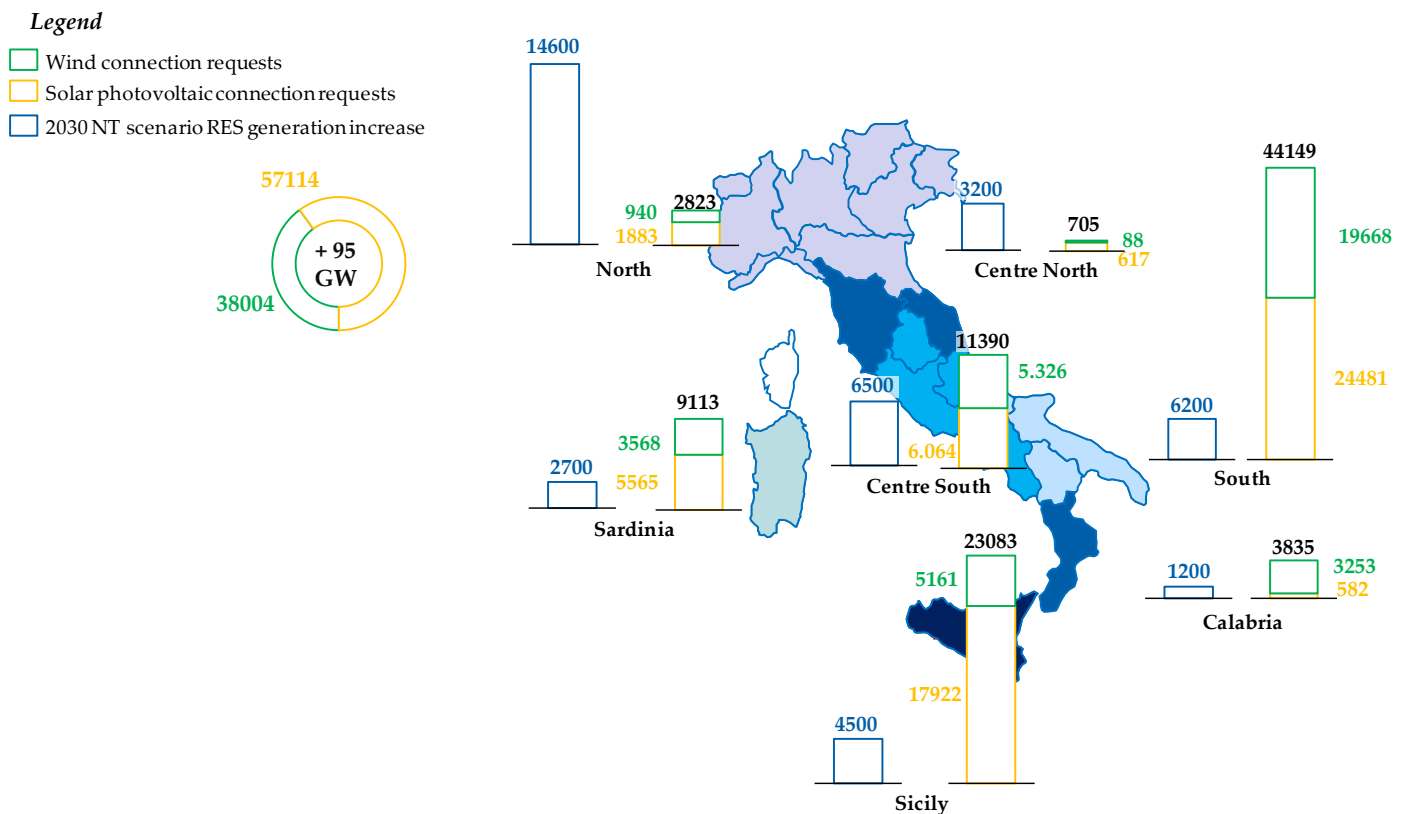 Legend
Wind connection requests
Solar photovoltaic connection requests
2030 NT scenario RES generation increase
57114
+ 95
GW
38004
14600
940
2823
1883
North
3200
705
88
617
Centre North
44149
19668
24481
6200
South
11390
5.326
6500
6.064
Centre South
9113
3568
2700
5565
Sardinia
23083
5161
17922
4500
Sicily
3835
1200
3253
582
Calabria